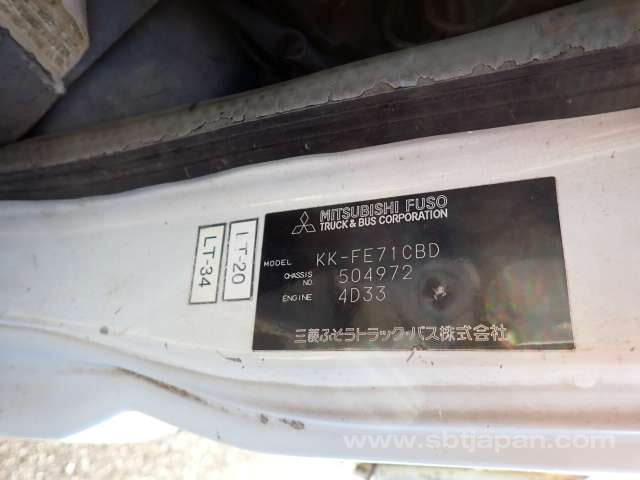 MITSUBISHI FUSO
TRUCK & BUS CORPORATION
MODEL KK-FE71CBD
CHASSIS NO. 504972
ENGINE 4D33
三菱ふそうトラック・バス株式会社
LT-20
LT-34
www.sbtjapan.com